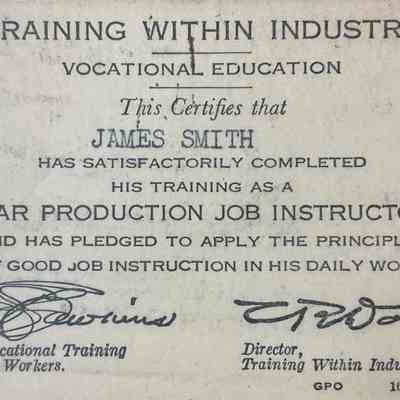 RAINING WITHIN INDUSTR
VOCATIONAL EDUCATION
This Certifies that
JAMES SMITH
HAS SATISFACTORILY COMPLETED
HIS TRAINING AS A
AR PRODUCTION JOB INSTRUCTO
ND HAS PLEDGED TO APPLY THE PRINCIPL
GOOD JOB INSTRUCTION IN HIS DAILY WO
cational Training
Workers.
Director,
Training Within Indu
GPO 16